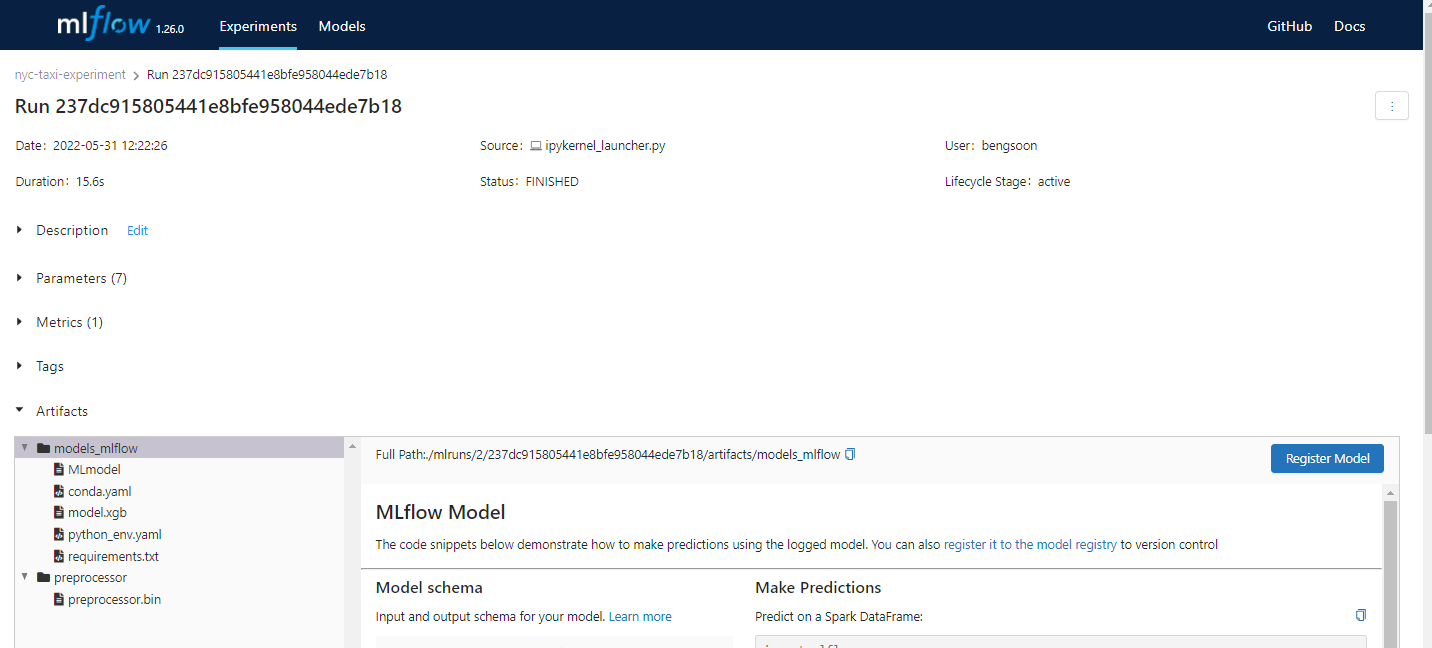 mlflow 1.26.0 Experiments Models GitHub Docs
nyc-taxi-experiment > Run 237dc915805441e8bfe958044ede7b18
Run 237dc915805441e8bfe958044ede7b18
Date: 2022-05-31 12:22:26 Source: ipykernel_launcher.py User: bengsoon
Duration: 15.6s Status: FINISHED Lifecycle Stage: active
Description Edit
Parameters (7)
Metrics (1)
Tags
Artifacts
models_mlflow
MLmodel
conda.yaml
model.xgb
python_env.yaml
requirements.txt
preprocessor
preprocessor.bin
Full Path:./mlruns/2/237dc915805441e8bfe958044ede7b18/artifacts/models_mlflow
Register Model
MLflow Model
The code snippets below demonstrate how to make predictions using the logged model. You can also register it to the model registry to version control
Model schema
Input and output schema for your model. Learn more
Make Predictions
Predict on a Spark DataFrame: